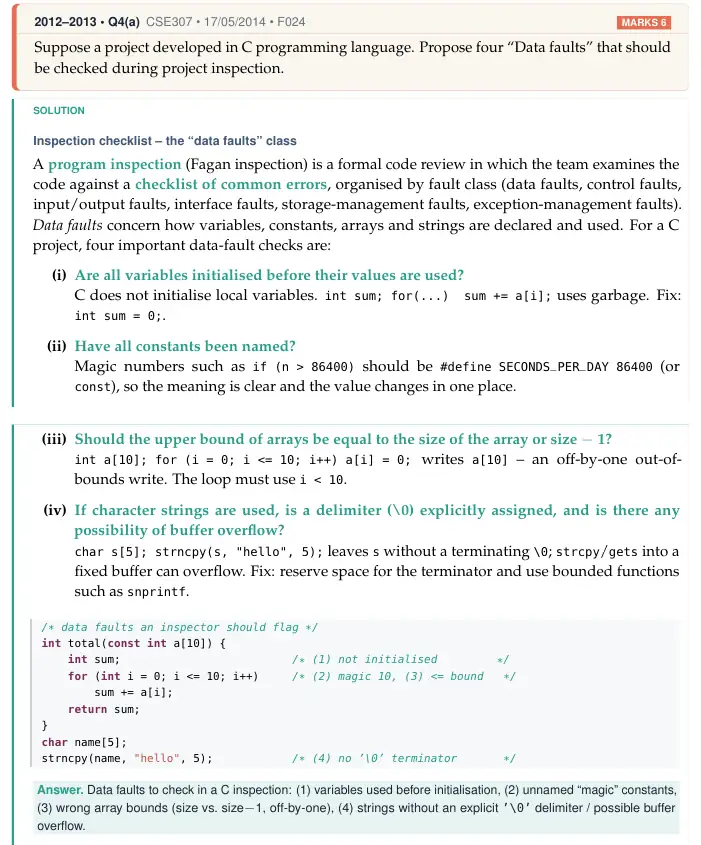 2012–2013 • Q4(a) CSE307 • 17/05/2014 • F024 MARKS 6
Suppose a project developed in C programming language. Propose four “Data faults” that should
be checked during project inspection.
SOLUTION
Inspection checklist – the “data faults” class
A program inspection (Fagan inspection) is a formal code review in which the team examines the
code against a checklist of common errors, organised by fault class (data faults, control faults,
input/output faults, interface faults, storage-management faults, exception-management faults).
Data faults concern how variables, constants, arrays and strings are declared and used. For a C
project, four important data-fault checks are:
(i) Are all variables initialised before their values are used?
C does not initialise local variables. int sum; for(...) sum += a[i]; uses garbage. Fix:
int sum = 0;.
(ii) Have all constants been named?
Magic numbers such as if (n > 86400) should be #define SECONDS_PER_DAY 86400 (or
const), so the meaning is clear and the value changes in one place.
(iii) Should the upper bound of arrays be equal to the size of the array or size − 1?
int a[10]; for (i = 0; i <= 10; i++) a[i] = 0; writes a[10] – an off-by-one out-of-
bounds write. The loop must use i < 10.
(iv) If character strings are used, is a delimiter (\0) explicitly assigned, and is there any
possibility of buffer overflow?
char s[5]; strncpy(s, "hello", 5); leaves s without a terminating \0; strcpy/gets into a
fixed buffer can overflow. Fix: reserve space for the terminator and use bounded functions
such as snprintf.
/* data faults an inspector should flag */
int total(const int a[10]) {
int sum; /* (1) not initialised */
for (int i = 0; i <= 10; i++) /* (2) magic 10, (3) <= bound */
sum += a[i];
return sum;
}
char name[5];
strncpy(name, "hello", 5); /* (4) no ’\0’ terminator */
Answer. Data faults to check in a C inspection: (1) variables used before initialisation, (2) unnamed “magic” constants,
(3) wrong array bounds (size vs. size−1, off-by-one), (4) strings without an explicit ’\0’ delimiter / possible buffer
overflow.